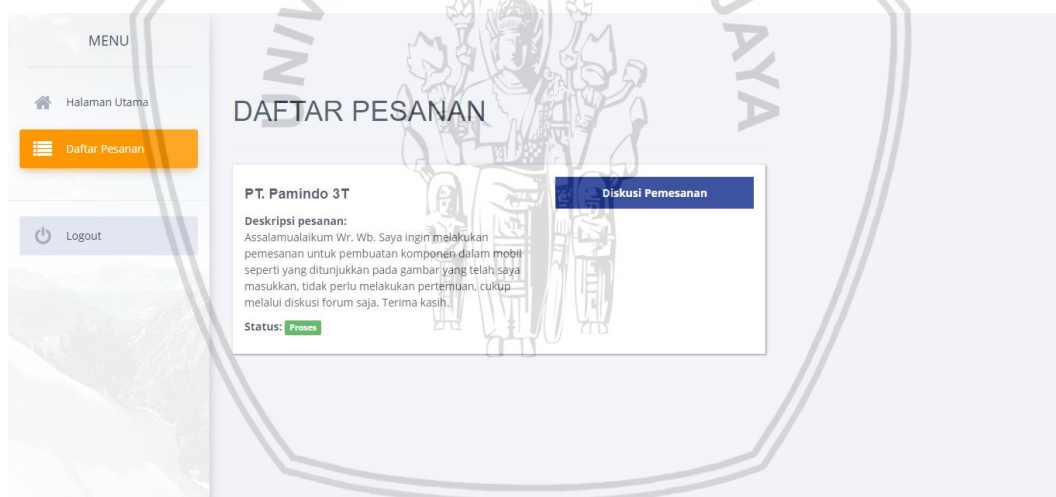 UNIV
JAYA
MENU
Halaman Utama
Daftar Pesanan
Logout
DAFTAR PESANAN
PT. Pamindo 3T
Diskusi Pemesanan
Deskripsi pesanan:
Assalamualaikum Wr. Wb. Saya ingin melakukan
pemesanan untuk pembuatan komponen dalam mobil
seperti yang ditunjukkan pada gambar yang telah saya
masukkan, tidak perlu melakukan pertemuan, cukup
melalui diskusi forum saja. Terima kasih.
Status: Proses